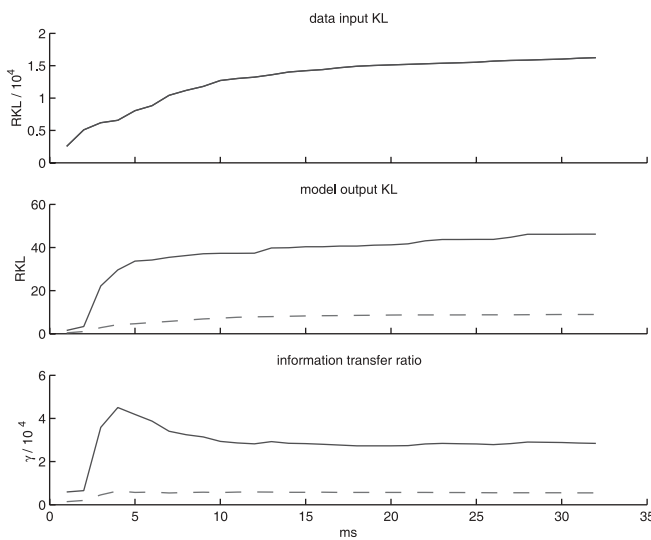 data input KL
2
1.5
1
0.5
0
RKL / 10^4
model output KL
60
40
20
0
RKL
information transfer ratio
6
4
2
0
γ / 10^4
0 5 10 15 20 25 30 35
ms